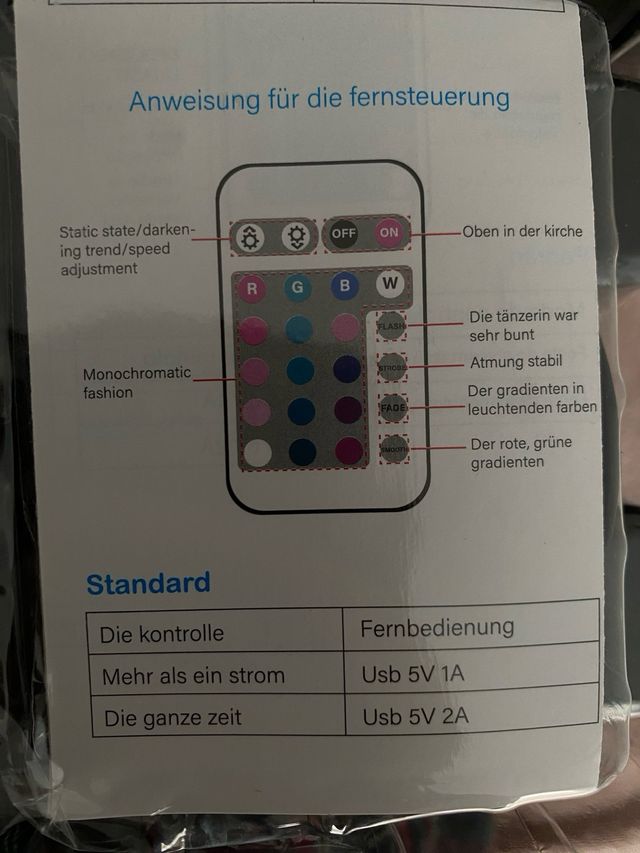 Anweisung für die fernsteuerung
Static state/darken-
ing trend/speed
adjustment
OFF
ON
Oben in der kirche
R
G
B
W
FLASH
Die tänzerin war
sehr bunt
Monochromatic
fashion
STROBE
Atmung stabil
FADE
Der gradienten in
leuchtenden farben
SMOOTH
Der rote, grüne
gradienten
Standard
Die kontrolle
Fernbedienung
Mehr als ein strom
Usb 5V 1A
Die ganze zeit
Usb 5V 2A